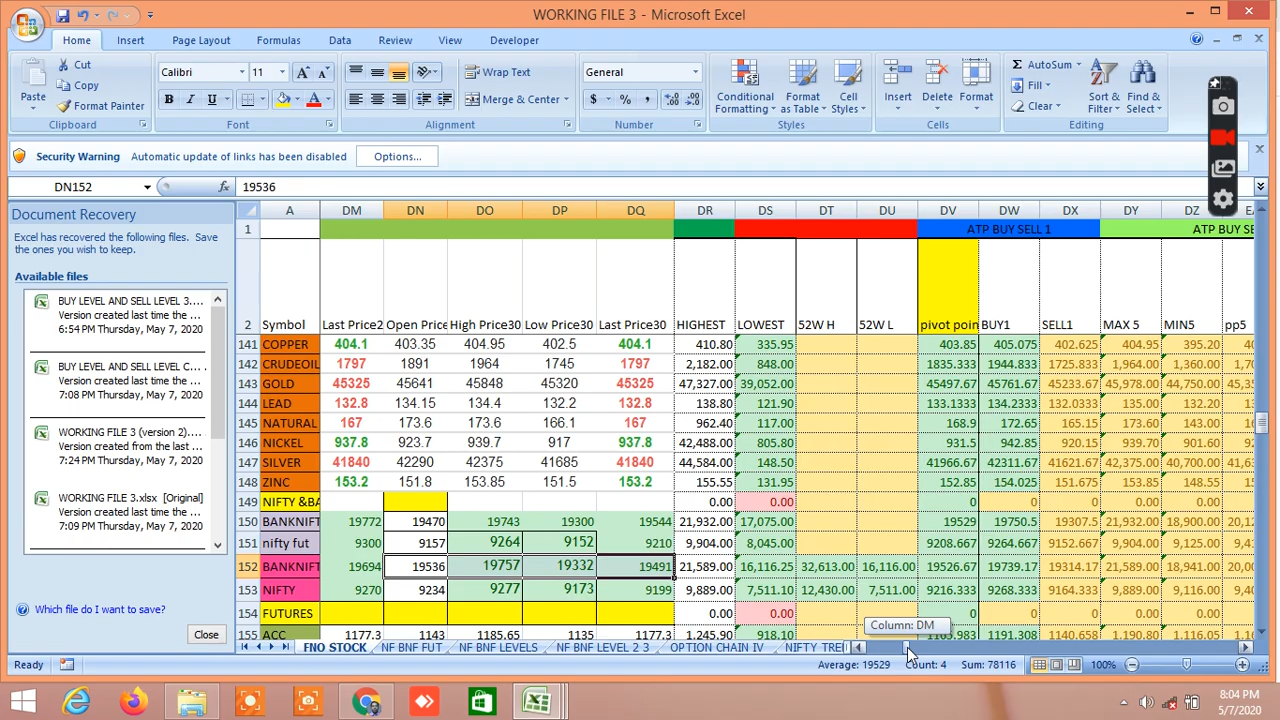 WORKING FILE 3 - Microsoft Excel
Home Insert Page Layout Formulas Data Review View Developer
Cut
Copy
Format Painter
Paste
Clipboard
Calibri 11
Font
Wrap Text
Merge & Center
Alignment
General
Number
Conditional Formatting
Format as Table
Cell Styles
Styles
Insert Delete Format
Cells
AutoSum
Fill
Clear
Sort & Filter
Find & Select
Editing
Security Warning Automatic update of links has been disabled Options...
DN152 fx 19536
Document Recovery
Excel has recovered the following files. Save
the ones you wish to keep.
Available files
BUY LEVEL AND SELL LEVEL 3....
Version created last time the ...
6:54 PM Thursday, May 7, 2020
BUY LEVEL AND SELL LEVEL C... .
Version created last time the ...
7:08 PM Thursday, May 7, 2020
WORKING FILE 3 (version 2)....
Version created from the last ...
7:24 PM Thursday, May 7, 2020
WORKING FILE 3.xlsx [Original]
Version created last time the ...
7:09 PM Thursday, May 7, 2020
Which file do I want to save?
Close
A DM DN DO DP DQ DR DS DT DU DV DW DX DY DZ
1 ATP BUY SELL 1 ATP BUY SE
2 Symbol Last Price2 Open Price High Price30 Low Price30 Last Price30 HIGHEST LOWEST 52W H 52W L pivot poin BUY1 SELL1 MAX 5 MIN5 pp5
141 COPPER 404.1 403.35 404.95 402.5 404.1 410.80 335.95 403.85 405.075 402.625 404.95 395.20
142 CRUDEOIL 1797 1891 1964 1745 1797 2,182.00 848.00 1835.333 1944.833 1725.833 1,964.00 1,360.00
143 GOLD 45325 45641 45848 45320 45325 47,327.00 39,052.00 45497.67 45761.67 45233.67 45,978.00 44,750.00
144 LEAD 132.8 134.15 134.4 132.2 132.8 138.80 121.90 133.1333 134.2333 132.0333 135.00 127.20
145 NATURAL 167 173.6 173.6 166.1 167 962.40 117.00 168.9 172.65 165.15 173.60 143.00
146 NICKEL 937.8 923.7 939.7 917 937.8 42,488.00 805.80 931.5 942.85 920.15 939.70 901.60
147 SILVER 41840 42290 42375 41685 41840 44,584.00 148.50 41966.67 42311.67 41621.67 42,375.00 40,700.00
148 ZINC 153.2 151.8 153.85 151.5 153.2 155.55 131.95 152.85 154.025 151.675 153.85 148.55
149 NIFTY &BA 0.00 0.00 0 0 0
150 BANKNIFT 19772 19470 19743 19300 19544 21,932.00 17,075.00 19529 19750.5 19307.5 21,932.00 18,900.00
151 nifty fut 9300 9157 9264 9152 9210 9,904.00 8,045.00 9208.667 9264.667 9152.667 9,904.00 9,125.00
152 BANKNIFT 19694 19536 19757 19332 19491 21,589.00 16,116.25 32,613.00 16,116.00 19526.67 19739.17 19314.17 21,589.00 18,941.00
153 NIFTY 9270 9234 9277 9173 9199 9,889.00 7,511.10 12,430.00 7,511.00 9216.333 9268.333 9164.333 9,889.00 9,116.00
154 FUTURES 0.00 0.00 0 0 0
155 ACC 1177.3 1143 1185.65 1135 1177.3 1,245.90 918.10 1165.983 1191.308 1140.658 1,190.80 1,115.00
Column: DM
FNO STOCK NF BNF FUT NF BNF LEVELS NF BNF LEVEL 2 3 OPTION CHAIN IV NIFTY TREI
Ready Average: 19529 Count: 4 Sum: 78116 100%
8:04 PM
5/7/2020